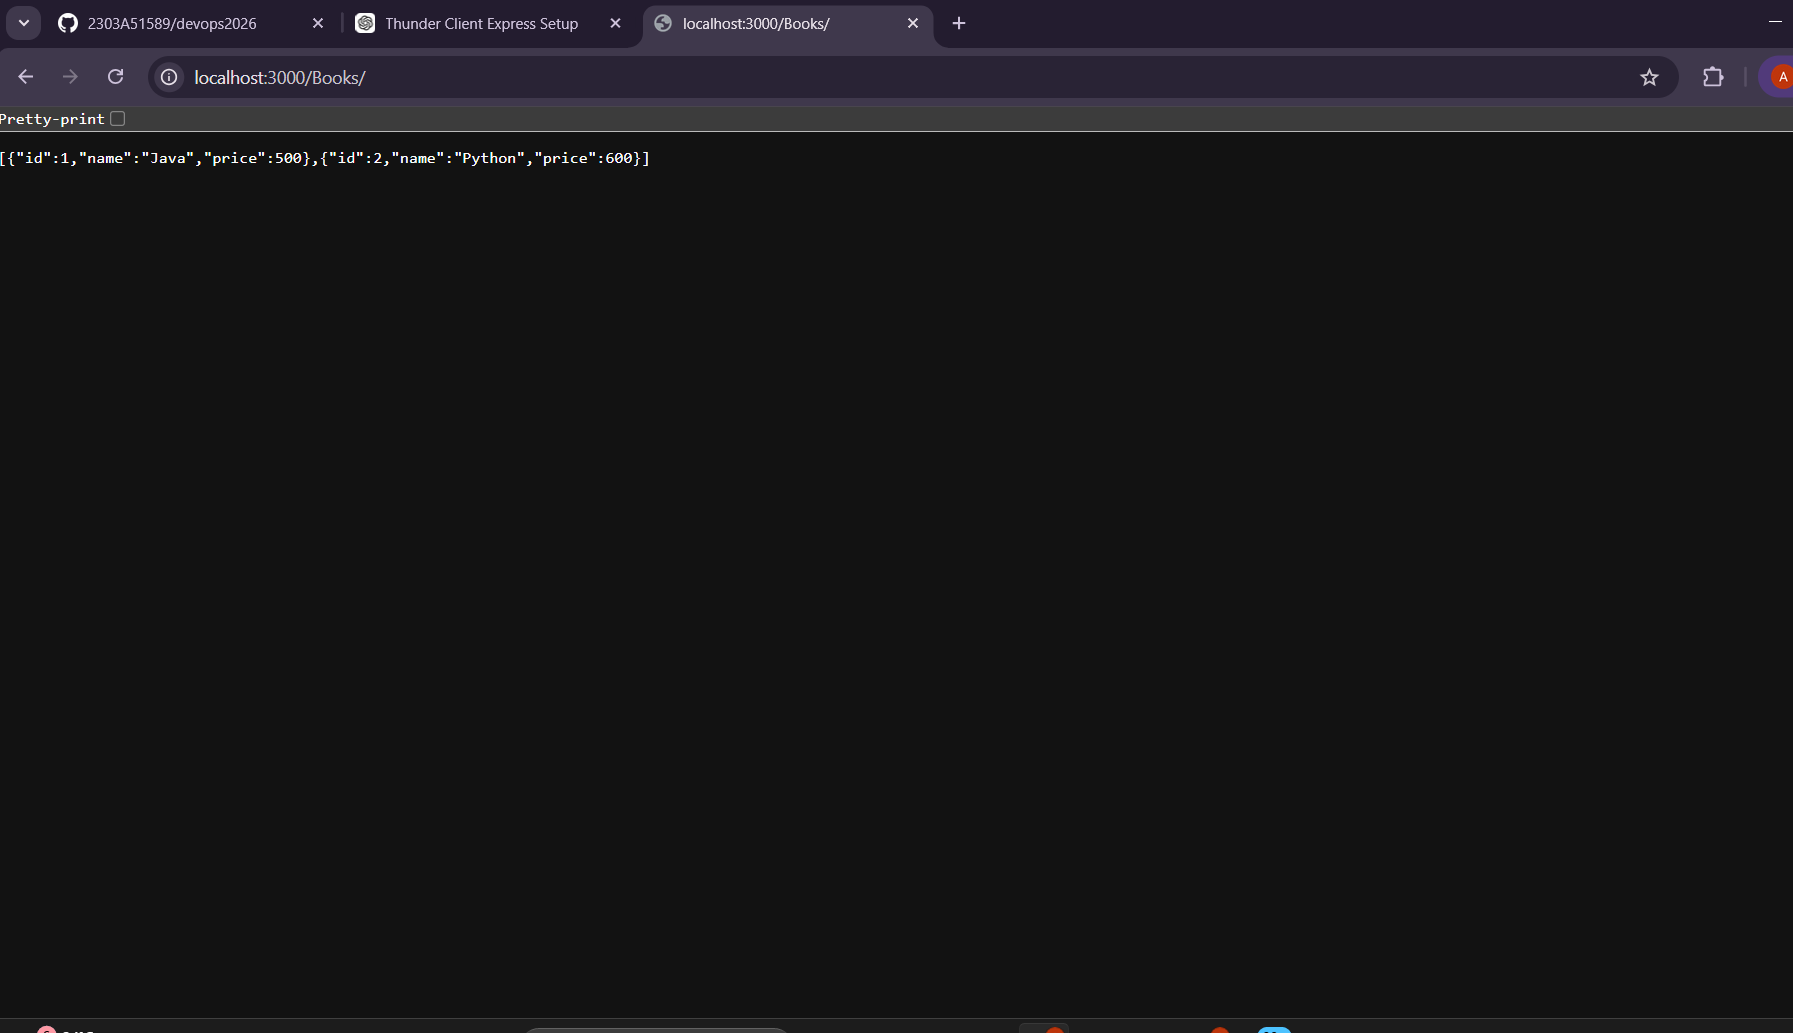 2303A51589/devops2026
Thunder Client Express Setup
localhost:3000/Books/
localhost:3000/Books/
A
Pretty-print
[{"id":1,"name":"Java","price":500},{"id":2,"name":"Python","price":600}]